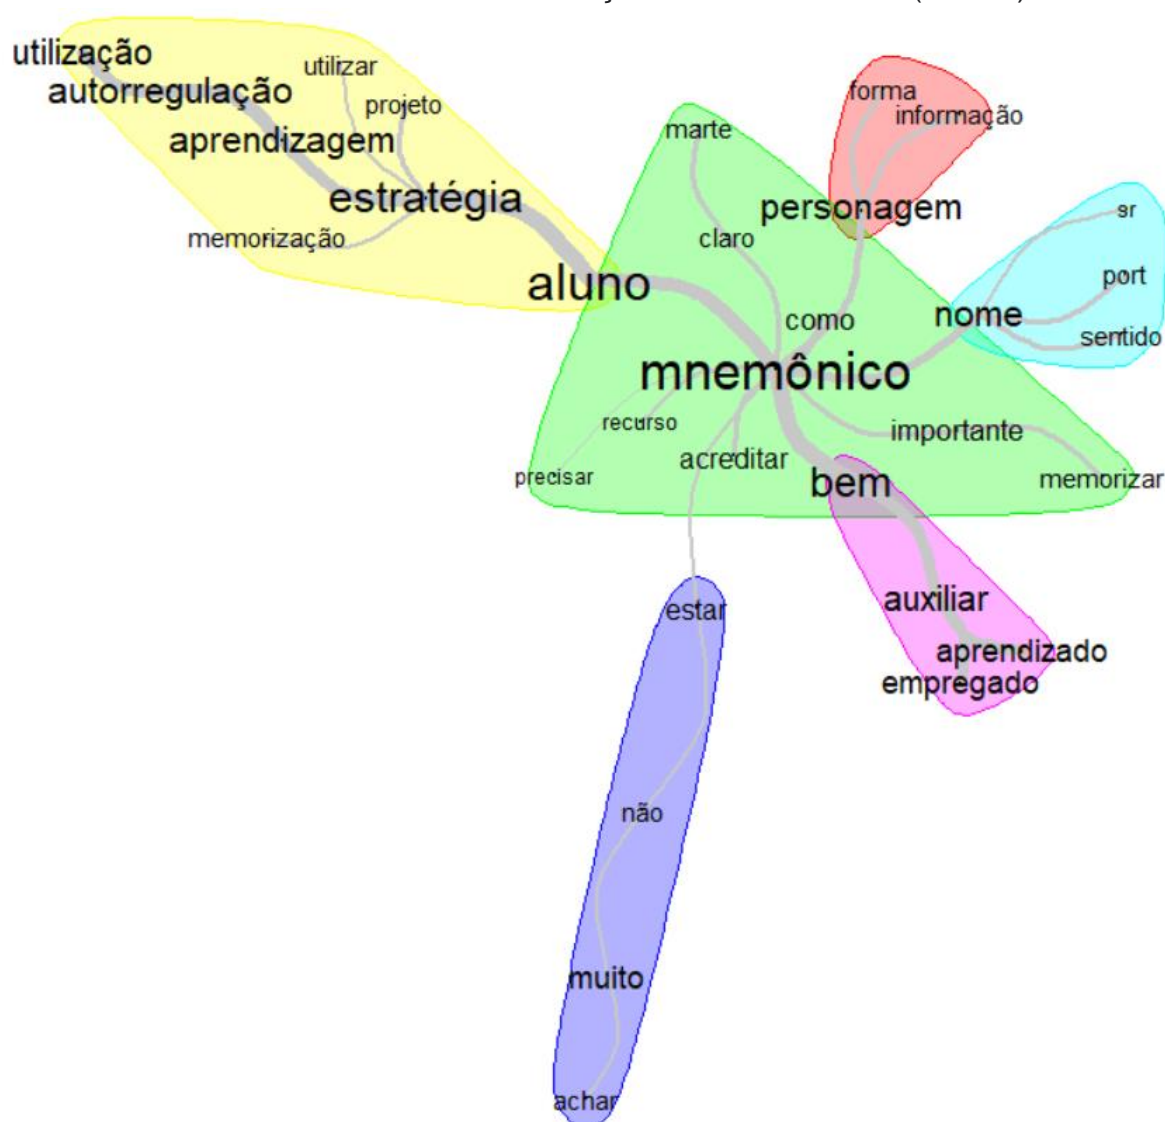 utilização
autorregulação
utilizar
projeto
aprendizagem
estratégia
memorização
aluno
marte
claro
forma
informação
personagem
como
nome
sr
port
sentido
mnemônico
recurso
precisar
acreditar
importante
memorizar
bem
auxiliar
aprendizado
empregado
estar
não
muito
achar